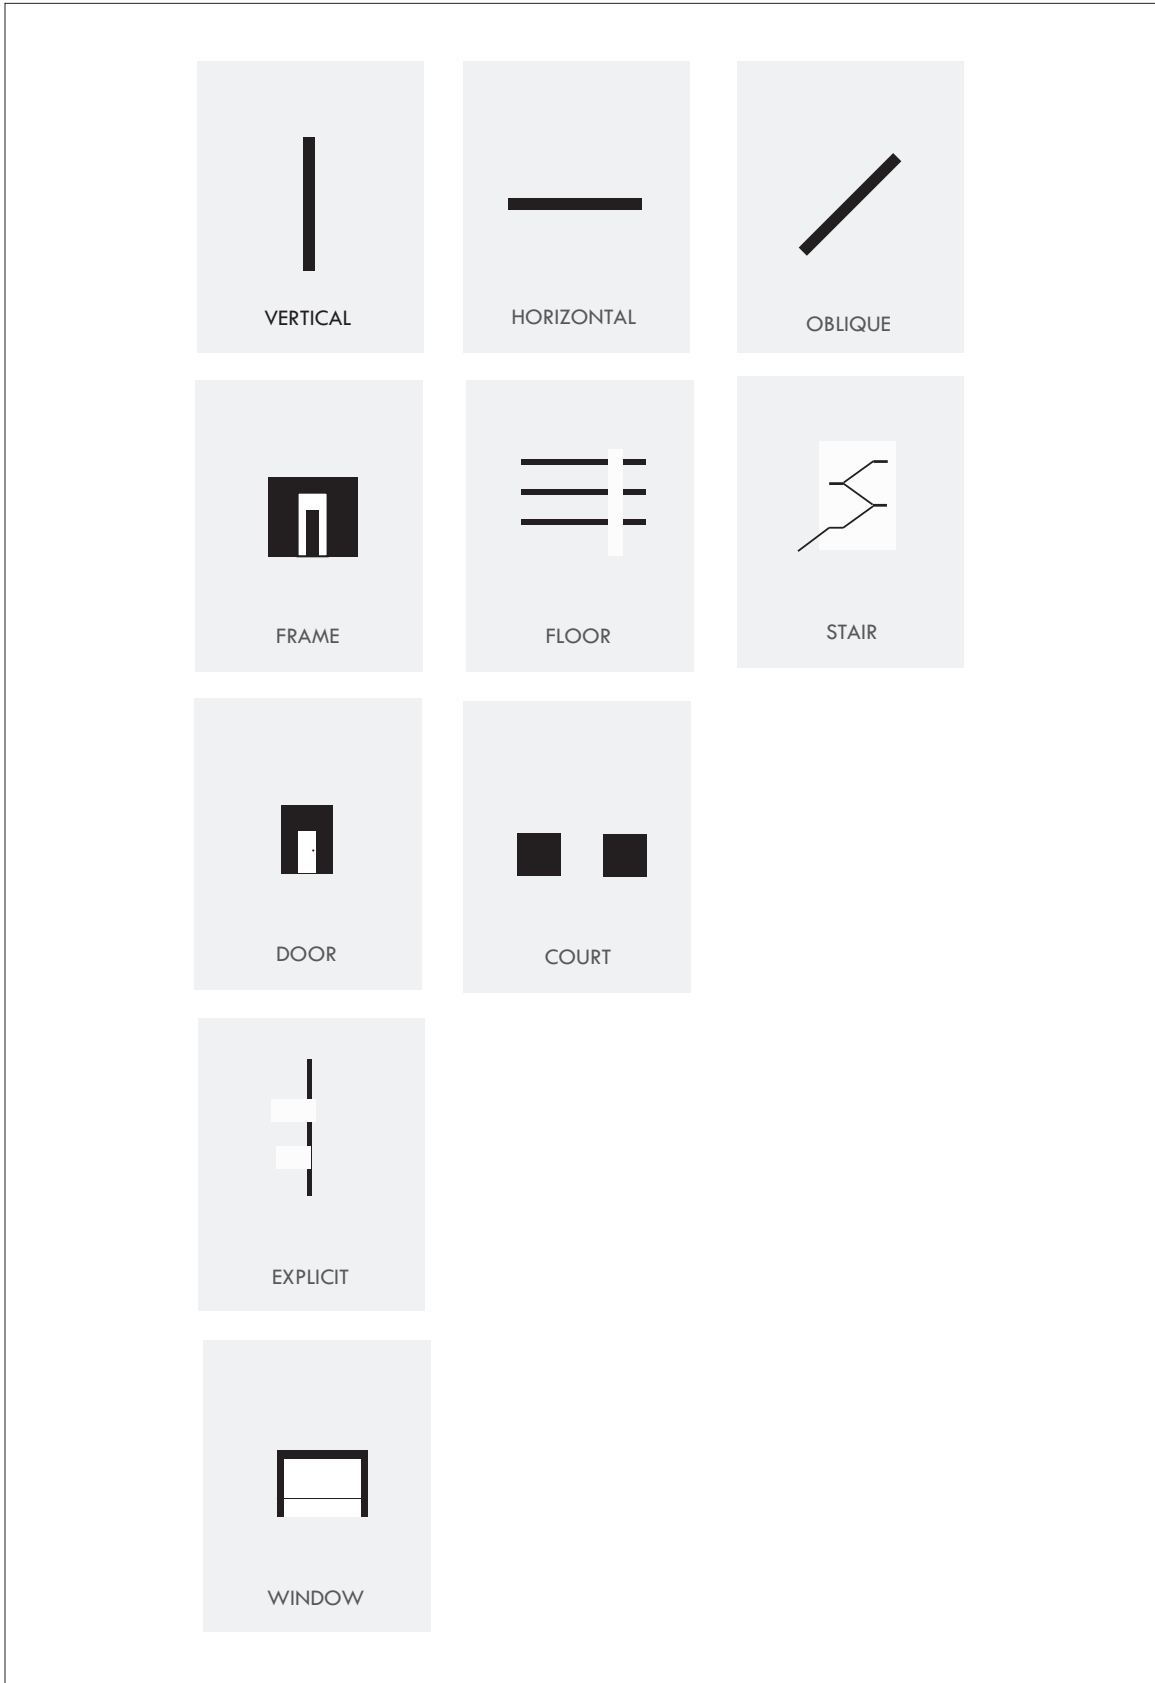 VERTICAL
HORIZONTAL
OBLIQUE
FRAME
FLOOR
STAIR
DOOR
COURT
EXPLICIT
WINDOW